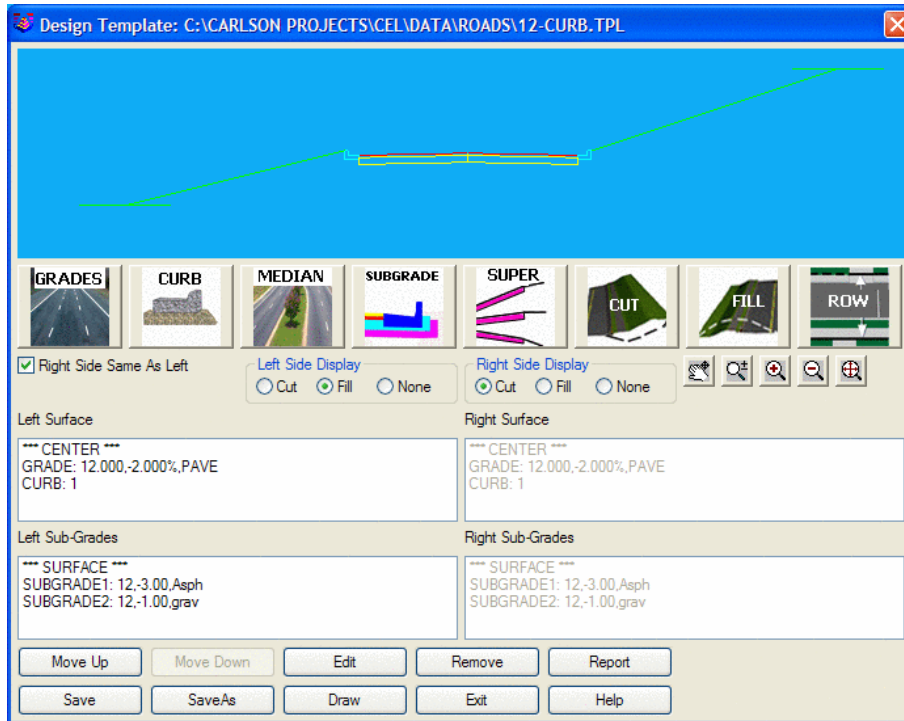 Design Template: C:\CARLSON PROJECTS\CEL\DATA\ROADS\12-CURB.TPL
GRADES CURB MEDIAN SUBGRADE SUPER CUT FILL ROW
Right Side Same As Left
Left Side Display
Cut Fill None
Right Side Display
Cut Fill None
Left Surface
*** CENTER ***
GRADE: 12.000,-2.000%,PAVE
CURB: 1
Right Surface
*** CENTER ***
GRADE: 12.000,-2.000%,PAVE
CURB: 1
Left Sub-Grades
*** SURFACE ***
SUBGRADE1: 12,-3.00,Asph
SUBGRADE2: 12,-1.00,grav
Right Sub-Grades
*** SURFACE ***
SUBGRADE1: 12,-3.00,Asph
SUBGRADE2: 12,-1.00,grav
Move Up Move Down Edit Remove Report
Save SaveAs Draw Exit Help